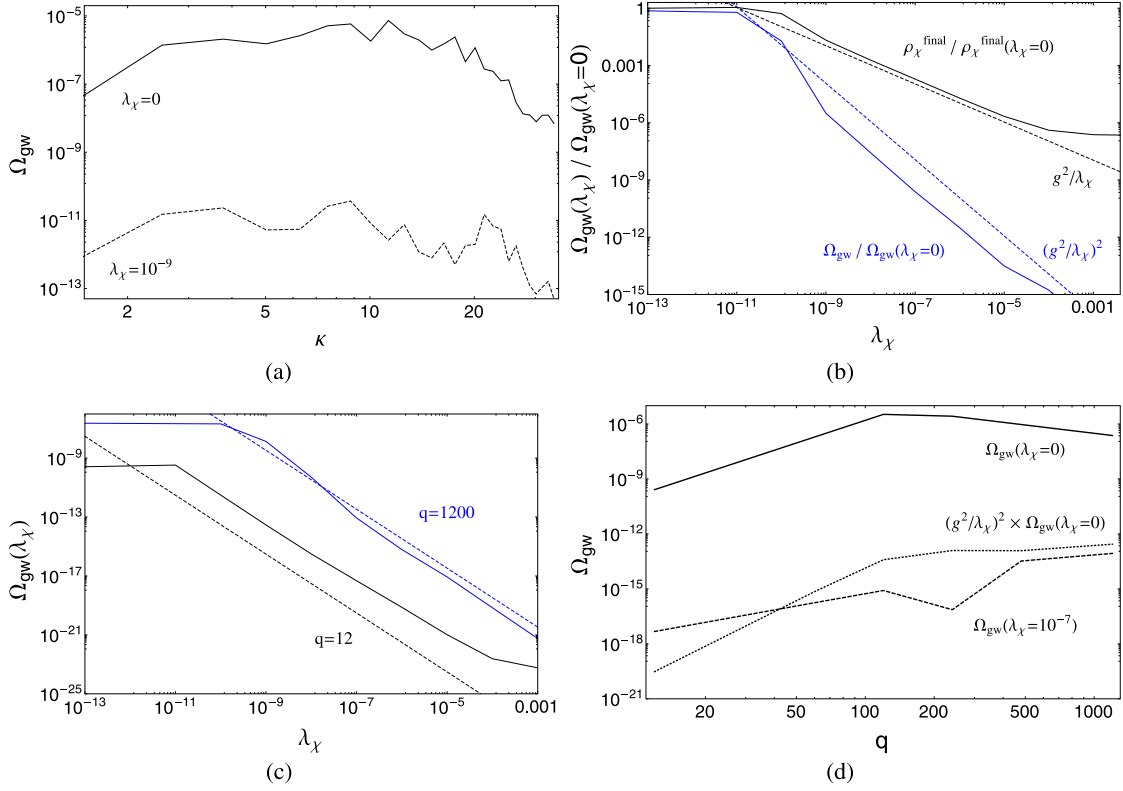 10⁻⁵
10⁻⁷
10⁻⁹
10⁻¹¹
10⁻¹³
Ω_gw
λ_χ=0
λ_χ=10⁻⁹
2 5 10 20
κ
(a)
1
0.001
10⁻⁶
10⁻⁹
10⁻¹²
10⁻¹⁵
Ω_gw(λ_χ) / Ω_gw(λ_χ=0)
ρ_χ^final / ρ_χ^final(λ_χ=0)
g²/λ_χ
Ω_gw / Ω_gw(λ_χ=0)
(g²/λ_χ)²
10⁻¹³ 10⁻¹¹ 10⁻⁹ 10⁻⁷ 10⁻⁵ 0.001
λ_χ
(b)
10⁻⁹
10⁻¹³
10⁻¹⁷
10⁻²¹
10⁻²⁵
Ω_gw(λ_χ)
q=1200
q=12
10⁻¹³ 10⁻¹¹ 10⁻⁹ 10⁻⁷ 10⁻⁵ 0.001
λ_χ
(c)
10⁻⁶
10⁻⁹
10⁻¹²
10⁻¹⁵
10⁻¹⁸
10⁻²¹
Ω_gw
Ω_gw(λ_χ=0)
(g²/λ_χ)² × Ω_gw(λ_χ=0)
Ω_gw(λ_χ=10⁻⁷)
20 50 100 200 500 1000
q
(d)